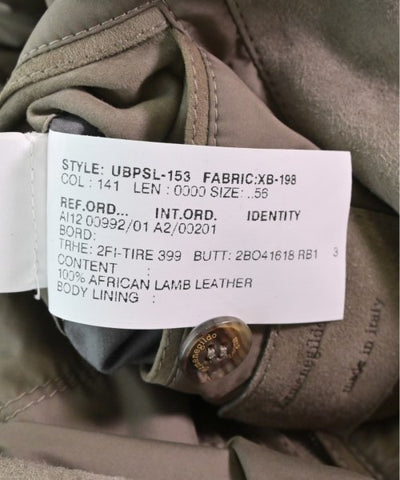 STYLE: UBPSL-153 FABRIC:XB-198
COL : 141 LEN : 0000 SIZE: ..56
REF.ORD... INT.ORD. IDENTITY
AI12 00992/01 A2/00201
BORD:
TRHE: 2FI-TIRE 399 BUTT: 2BO41618 RB1 3
CONTENT :
100% AFRICAN LAMB LEATHER
BODY LINING :
made in italy